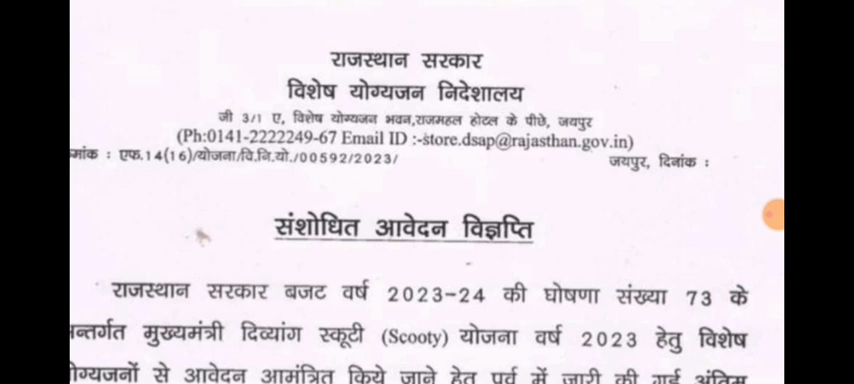 राजस्थान सरकार
विशेष योग्यजन निदेशालय
जी 3/1 ए, विशेष योग्यजन भवन,राजमहल होटल के पीछे, जयपुर
(Ph:0141-2222249-67 Email ID :-store.dsap@rajasthan.gov.in)
मांक : एफ.14(16)/योजना/वि.नि.यो./00592/2023/ जयपुर, दिनांक :
संशोधित आवेदन विज्ञप्ति
राजस्थान सरकार बजट वर्ष 2023-24 की घोषणा संख्या 73 के
न्तर्गत मुख्यमंत्री दिव्यांग स्कूटी (Scooty) योजना वर्ष 2023 हेतु विशेष
ोग्यजनों से आवेदन आमंत्रित किये जाने हेतु पूर्व में जारी की गई अंतिम